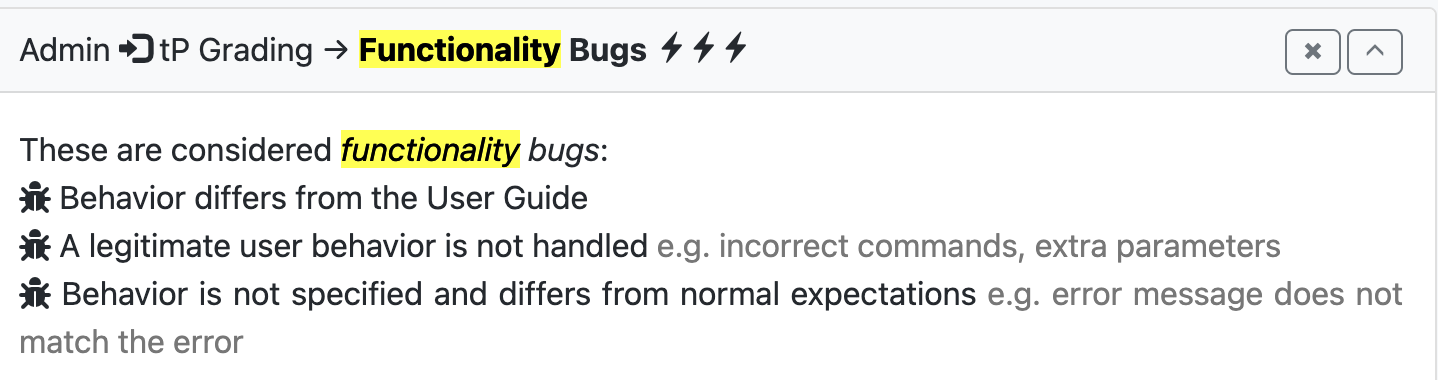 Admin tP Grading → Functionality Bugs
These are considered functionality bugs:
Behavior differs from the User Guide
A legitimate user behavior is not handled e.g. incorrect commands, extra parameters
Behavior is not specified and differs from normal expectations e.g. error message does not
match the error